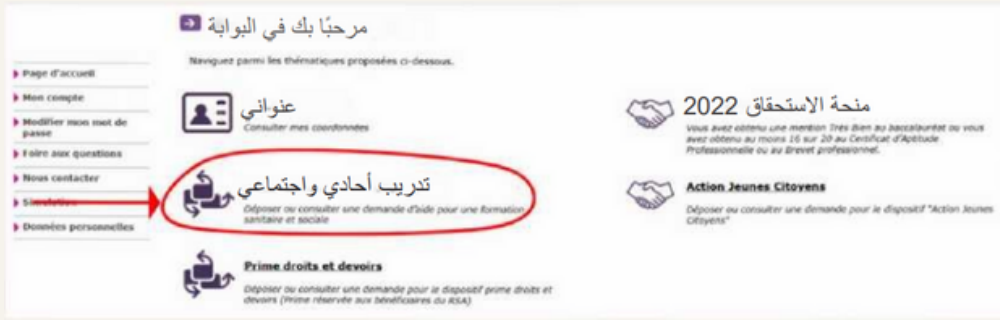 مرحبًا بك في البوابة
Naviguez parmi les thématiques proposées ci-dessous.
Page d'accueil
Mon compte
Modifier mon mot de
passe
Foire aux questions
Nous contacter
Simulation
Données personnelles
عنواني
Consulter mes coordonnées
تدريب أحادي واجتماعي
Déposer ou consulter une demande d'aide pour une formation
sanitaire et sociale
Prime droits et devoirs
Déposer ou consulter une demande pour le dispositif prime droits et
devoirs (Prime réservée aux bénéficiaires du RSA)
منحة الاستحقاق 2022
Vous avez obtenu une mention Très Bien au baccalauréat ou vous
avez obtenu au moins 16 sur 20 au Certificat d'Aptitude
Professionnelle ou au Brevet professionnel.
Action Jeunes Citoyens
Déposer ou consulter une demande pour le dispositif "Action Jeunes
Citoyens"